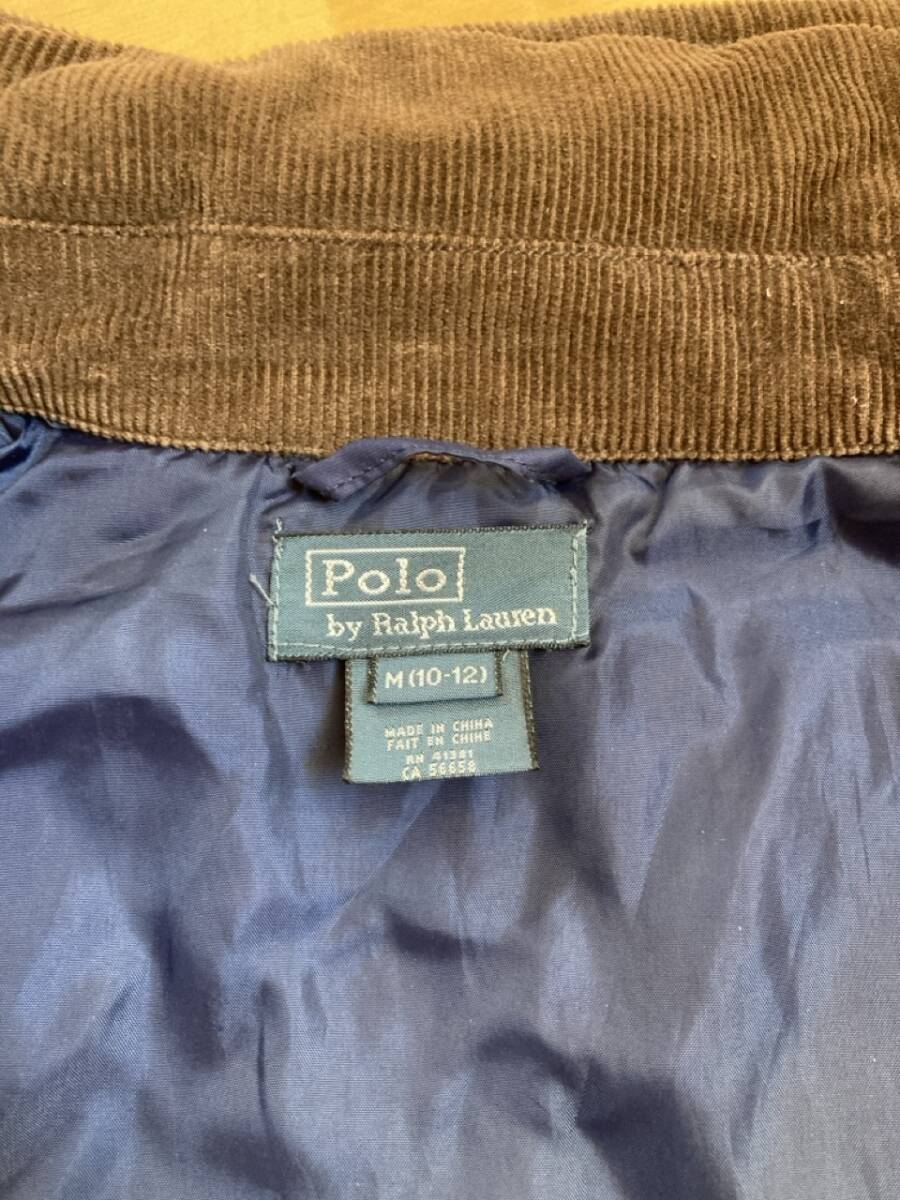 Polo
by Ralph Lauren
M (10-12)
MADE IN CHINA
FAIT EN CHINE
RN 41381
CA 56658